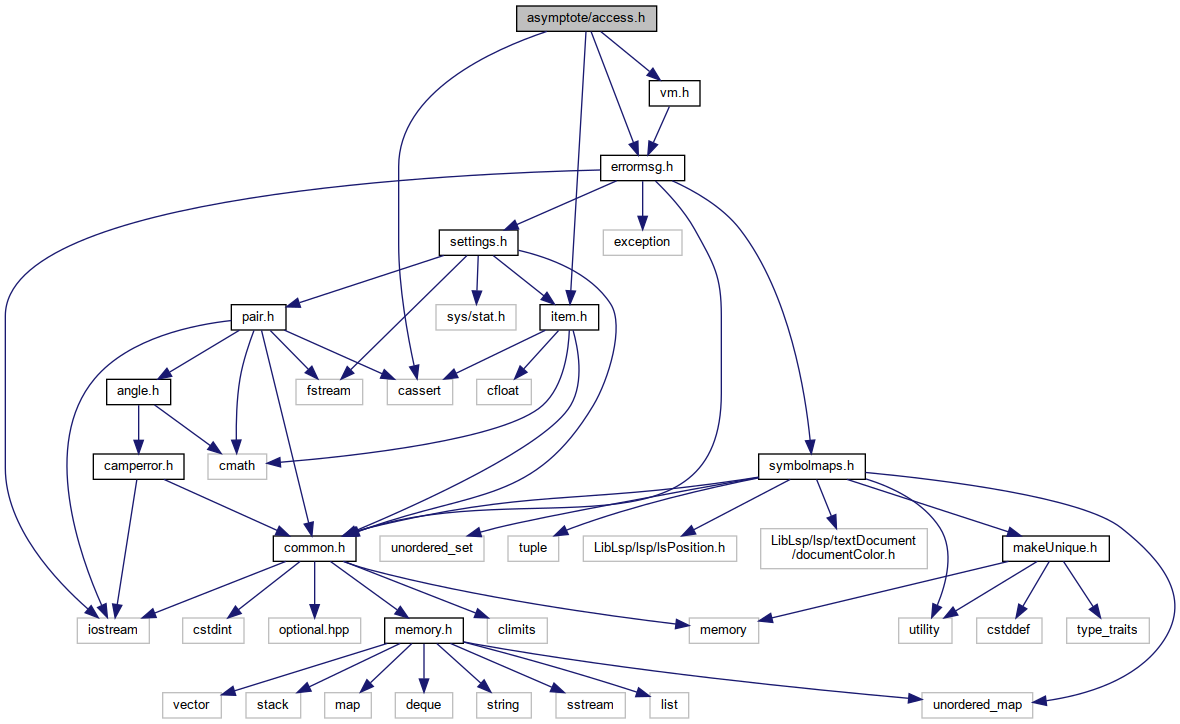 asymptote/access.h
vm.h
errormsg.h
settings.h
exception
pair.h
sys/stat.h
item.h
angle.h
fstream
cassert
cfloat
camperror.h
cmath
symbolmaps.h
common.h
unordered_set
tuple
LibLsp/lsp/lsPosition.h
LibLsp/lsp/textDocument
/documentColor.h
makeUnique.h
iostream
cstdint
optional.hpp
memory.h
climits
memory
utility
cstddef
type_traits
vector
stack
map
deque
string
sstream
list
unordered_map